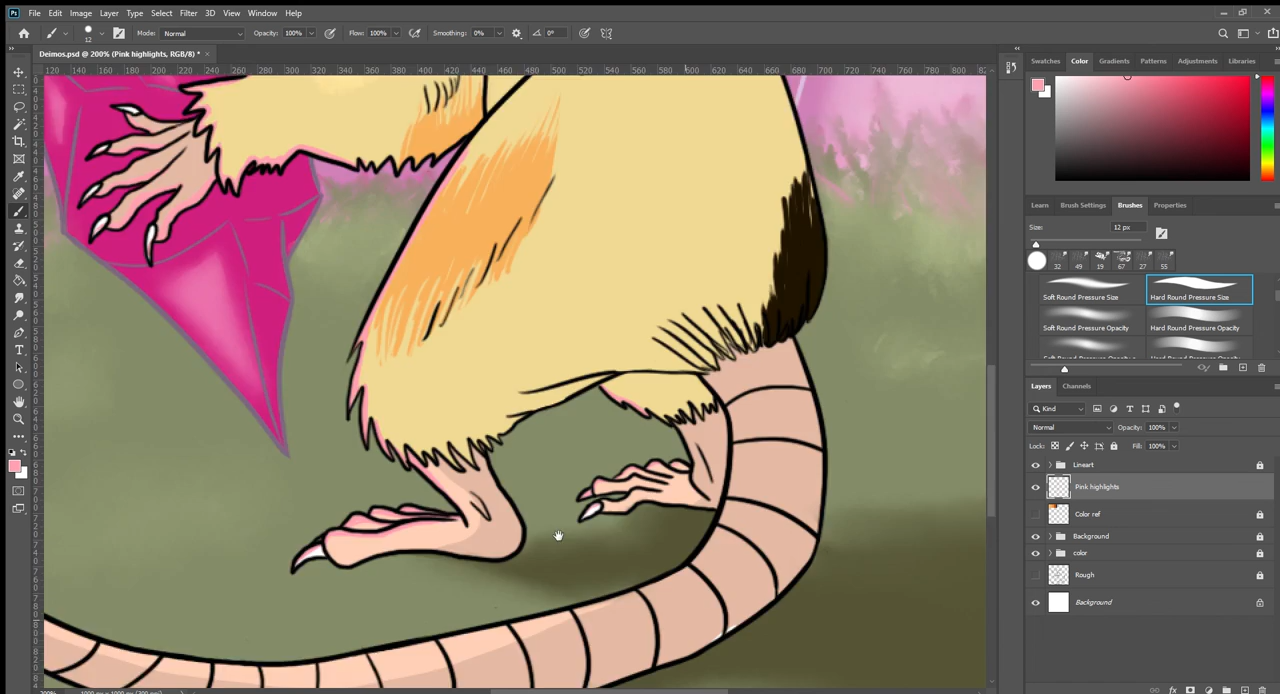 Ps File Edit Image Layer Type Select Filter 3D View Window Help
12 Mode: Normal Opacity: 100% Flow: 100% Smoothing: 0% 0°
Deimos.psd @ 200% (Pink highlights, RGB/8) *
120 140 160 180 200 220 240 260 280 300 320 340 360 380 400 420 440 460 480 500 520 540 560 580 600 620 640 660 680 700 720 740 760 780 800
Swatches Color Gradients Patterns Adjustments Libraries
Learn Brush Settings Brushes Properties
Size: 12 px
32 49 19 67 27 55
Soft Round Pressure Size Hard Round Pressure Size
Soft Round Pressure Opacity Hard Round Pressure Opacity
Layers Channels
Kind
Normal Opacity: 100%
Lock: Fill: 100%
Lineart
Pink highlights
Color ref
Background
color
Rough
Background
fx